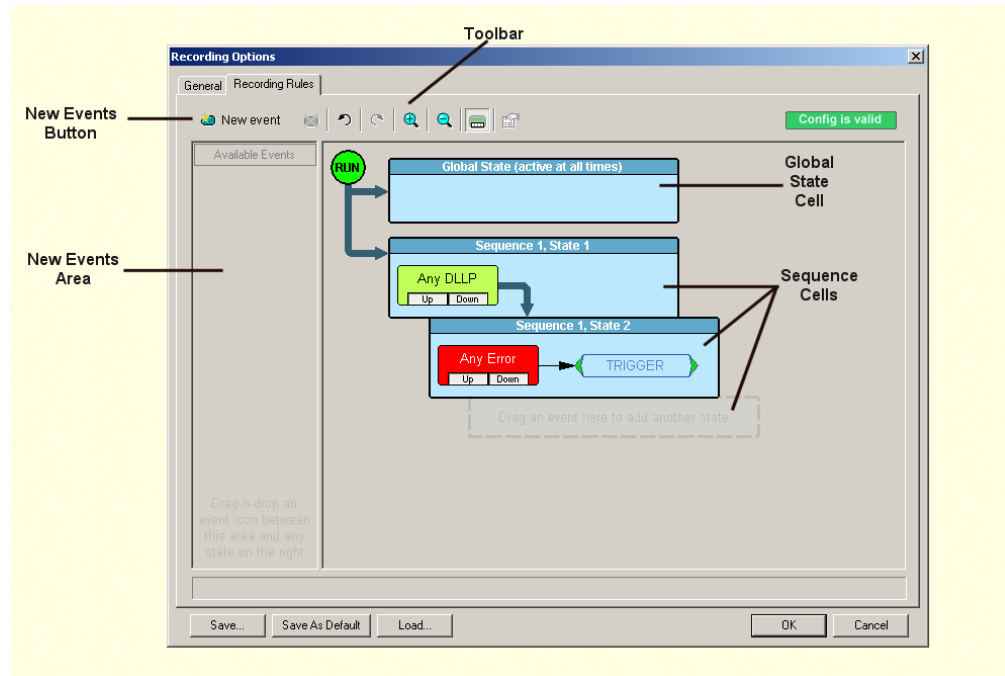 Toolbar
Recording Options
General
Recording Rules
New Events
Button
New event
Config is valid
Available Events
RUN
Global State (active at all times)
Global
State
Cell
New Events
Area
Sequence 1, State 1
Any DLLP
Up
Down
Sequence
Cells
Sequence 1, State 2
Any Error
Up
Down
TRIGGER
Drag an event here to add another state
Drag-n-drop an
event icon between
this area and any
state on the right
Save...
Save As Default
Load...
OK
Cancel